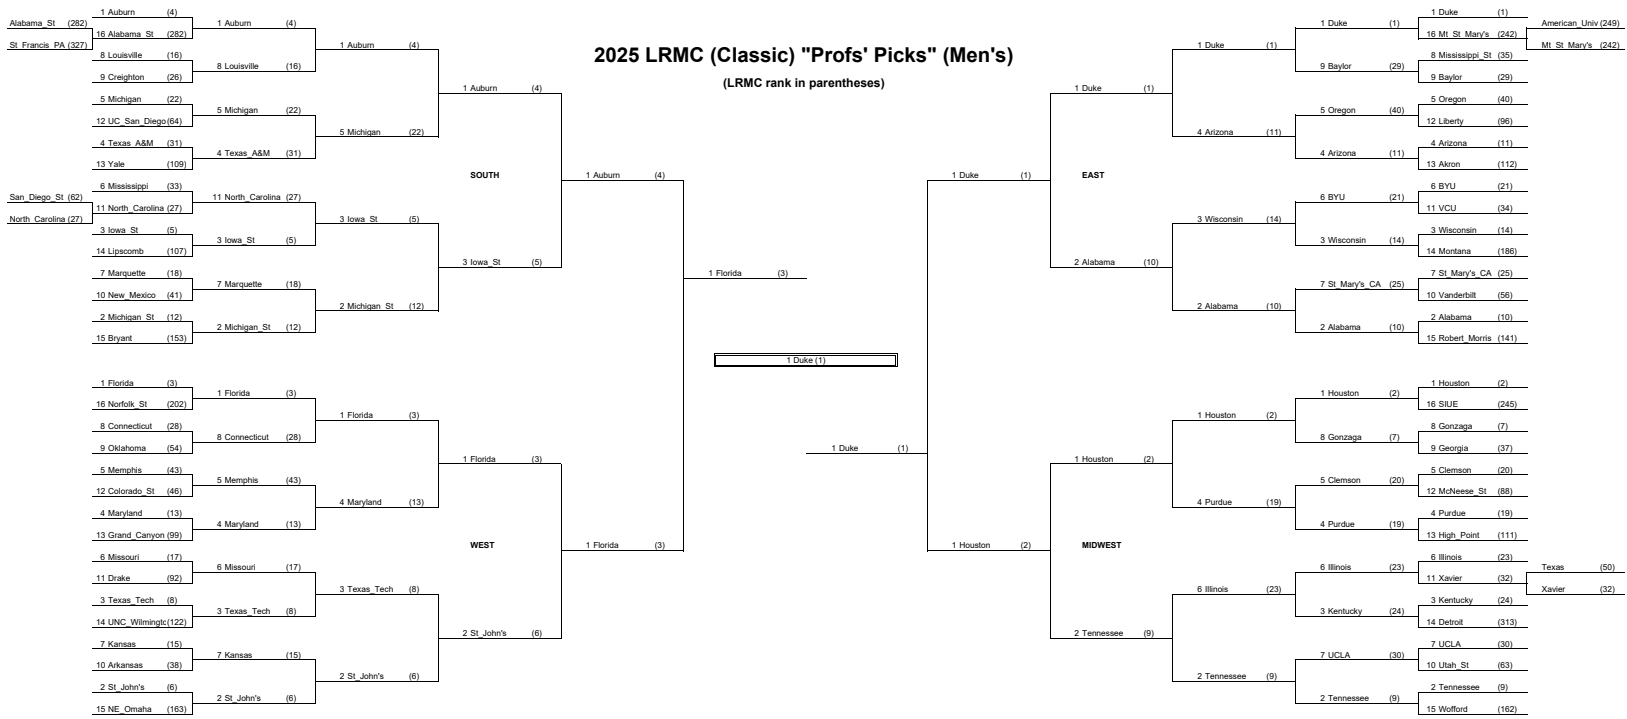 2025 LRMC (Classic) "Profs' Picks" (Men's)
(LRMC rank in parentheses)
Alabama_St (282)
St_Francis_PA (327)
San_Diego_St (62)
North_Carolina (27)
1 Auburn (4)
16 Alabama_St (282)
8 Louisville (16)
9 Creighton (26)
5 Michigan (22)
12 UC_San_Diego (64)
4 Texas_A&M (31)
13 Yale (109)
6 Mississippi (33)
11 North_Carolina (27)
3 Iowa_St (5)
14 Lipscomb (107)
7 Marquette (18)
10 New_Mexico (41)
2 Michigan_St (12)
15 Bryant (153)
1 Auburn (4)
8 Louisville (16)
5 Michigan (22)
4 Texas_A&M (31)
11 North_Carolina (27)
3 Iowa_St (5)
7 Marquette (18)
2 Michigan_St (12)
1 Auburn (4)
5 Michigan (22)
3 Iowa_St (5)
2 Michigan_St (12)
1 Auburn (4)
3 Iowa_St (5)
SOUTH
1 Auburn (4)
1 Florida (3)
16 Norfolk_St (202)
8 Connecticut (28)
9 Oklahoma (54)
5 Memphis (43)
12 Colorado_St (46)
4 Maryland (13)
13 Grand_Canyon (99)
6 Missouri (17)
11 Drake (92)
3 Texas_Tech (8)
14 UNC_Wilmingtc (122)
7 Kansas (15)
10 Arkansas (38)
2 St_John's (6)
15 NE_Omaha (163)
1 Florida (3)
8 Connecticut (28)
5 Memphis (43)
4 Maryland (13)
6 Missouri (17)
3 Texas_Tech (8)
7 Kansas (15)
2 St_John's (6)
1 Florida (3)
4 Maryland (13)
3 Texas_Tech (8)
2 St_John's (6)
1 Florida (3)
2 St_John's (6)
WEST
1 Florida (3)
1 Florida (3)
1 Duke (1)
1 Duke (1)
1 Duke (1)
EAST
1 Duke (1)
2 Alabama (10)
1 Duke (1)
4 Arizona (11)
3 Wisconsin (14)
2 Alabama (10)
1 Duke (1)
9 Baylor (29)
5 Oregon (40)
4 Arizona (11)
6 BYU (21)
3 Wisconsin (14)
7 St_Mary's_CA (25)
2 Alabama (10)
1 Duke (1)
16 Mt_St_Mary's (242)
8 Mississippi_St (35)
9 Baylor (29)
5 Oregon (40)
12 Liberty (96)
4 Arizona (11)
13 Akron (112)
6 BYU (21)
11 VCU (34)
3 Wisconsin (14)
14 Montana (186)
7 St_Mary's_CA (25)
10 Vanderbilt (56)
2 Alabama (10)
15 Robert_Morris (141)
American_Univ (249)
Mt_St_Mary's (242)
1 Houston (2)
MIDWEST
1 Houston (2)
2 Tennessee (9)
1 Houston (2)
4 Purdue (19)
6 Illinois (23)
2 Tennessee (9)
1 Houston (2)
8 Gonzaga (7)
5 Clemson (20)
4 Purdue (19)
6 Illinois (23)
3 Kentucky (24)
7 UCLA (30)
2 Tennessee (9)
1 Houston (2)
16 SIUE (245)
8 Gonzaga (7)
9 Georgia (37)
5 Clemson (20)
12 McNeese_St (88)
4 Purdue (19)
13 High_Point (111)
6 Illinois (23)
11 Xavier (32)
3 Kentucky (24)
14 Detroit (313)
7 UCLA (30)
10 Utah_St (63)
2 Tennessee (9)
15 Wofford (162)
Texas (50)
Xavier (32)